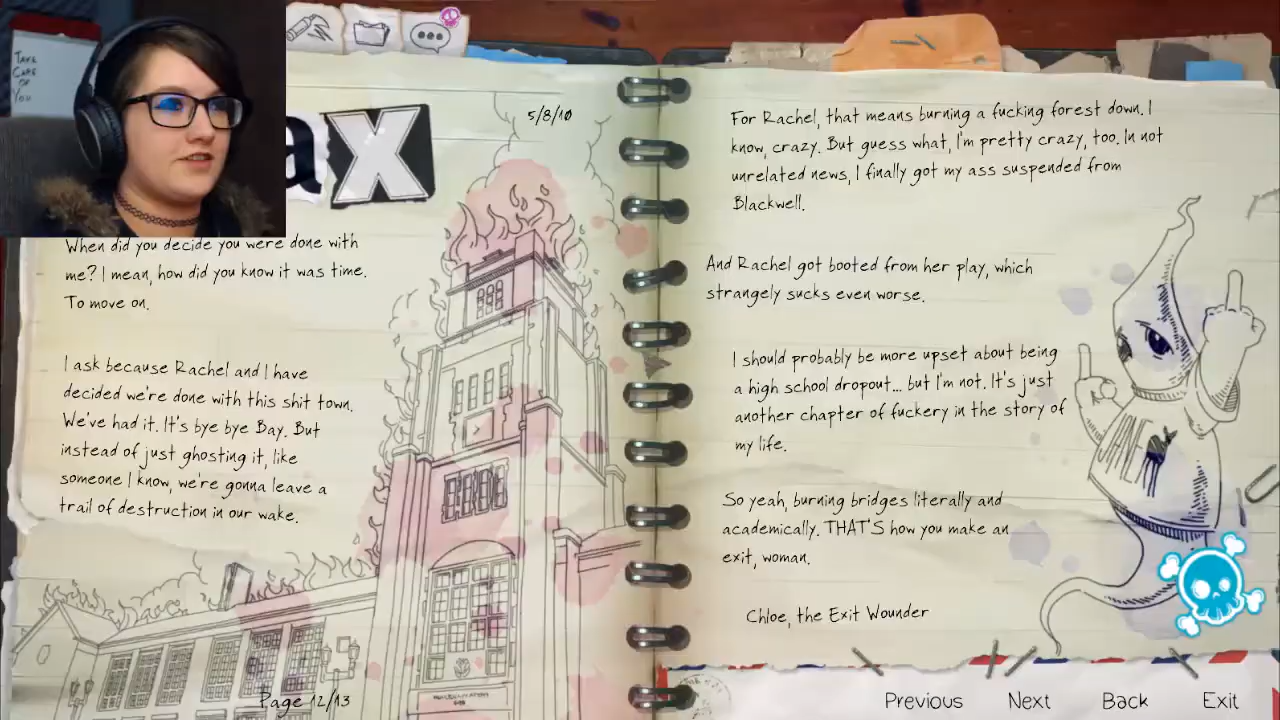 TAKE
CARE
OF
YOU
ax
5/8/10
When did you decide you were done with
me? I mean, how did you know it was time.
To move on.
I ask because Rachel and I have
decided we're done with this shit town.
We've had it. It's bye bye Bay. But
instead of just ghosting it, like
someone I know, we're gonna leave a
trail of destruction in our wake.
Page 12/13
For Rachel, that means burning a fucking forest down. I
know, crazy. But guess what, I'm pretty crazy, too. In not
unrelated news, I finally got my ass suspended from
Blackwell.
And Rachel got booted from her play, which
strangely sucks even worse.
I should probably be more upset about being
a high school dropout... but I'm not. It's just
another chapter of fuckery in the story of
my life.
So yeah, burning bridges literally and
academically. THAT'S how you make an
exit, woman.
Chloe, the Exit Wounder
Previous
Next
Back
Exit